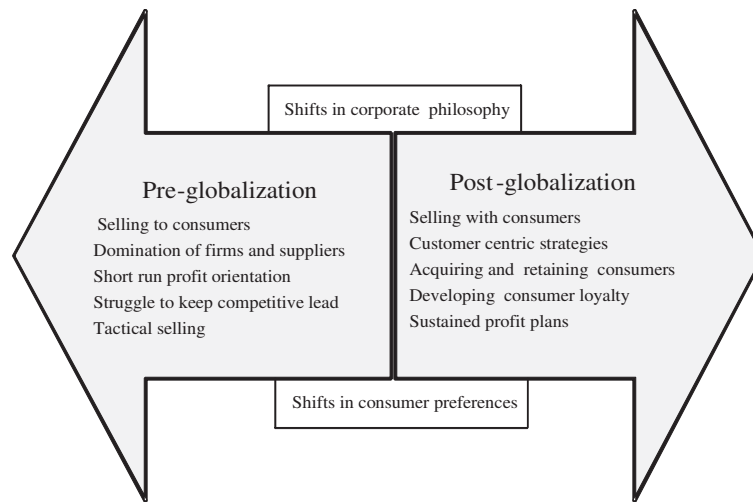 Shifts in corporate philosophy
Pre-globalization
Selling to consumers
Domination of firms and suppliers
Short run profit orientation
Struggle to keep competitive lead
Tactical selling
Post-globalization
Selling with consumers
Customer centric strategies
Acquiring and retaining consumers
Developing consumer loyalty
Sustained profit plans
Shifts in consumer preferences